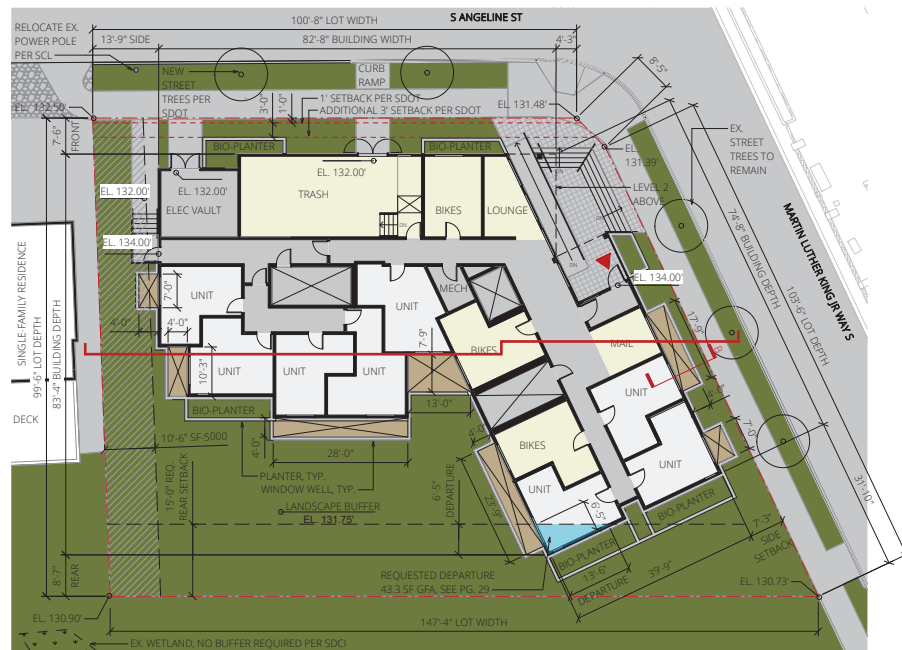 S ANGELINE ST
100'-8" LOT WIDTH
RELOCATE EX.
POWER POLE
PER SCL
13'-9" SIDE
82'-8" BUILDING WIDTH
4'-3"
8'-5"
NEW
STREET
TREES PER
SDOT
CURB
RAMP
3'-0"
1'-0"
1' SETBACK PER SDOT
ADDITIONAL 3' SETBACK PER SDOT
EL. 132.50'
EL. 131.48'
7'-6"
FRONT
BIO-PLANTER
BIO-PLANTER
EL.
131.39'
EX.
STREET
TREES TO
REMAIN
EL. 132.00'
EL. 132.00'
EL. 132.00'
ELEC VAULT
TRASH
BIKES
LOUNGE
LEVEL 2
ABOVE
DN
DN
DN
DN
EL. 134.00'
EL. 134.00'
74'-8" BUILDING DEPTH
MARTIN LUTHER KING JR WAY S
103'-6" LOT DEPTH
SINGLE-FAMILY RESIDENCE
99'-6" LOT DEPTH
83'-4" BUILDING DEPTH
UNIT
7'-0"
4'-0"
4'-0"
UNIT
MECH
17'-9"
7'-9"
BIKES
MAIL
10'-3"
UNIT
UNIT
UNIT
UNIT
DECK
BIO-PLANTER
13'-0"
4'-0"
7'-0"
10'-6" SF-5000
4'-0"
28'-0"
BIKES
UNIT
PLANTER, TYP.
WINDOW WELL, TYP.
15'-0" REQ.
REAR SETBACK
6'-5"
DEPARTURE
23'-9"
UNIT
6'-5"
31'-10"
LANDSCAPE BUFFER
EL. 131.75'
BIO-PLANTER
7'-3"
SIDE
SETBACK
BIO-PLANTER
8'-7"
REAR
REQUESTED DEPARTURE
43.3 SF GFA, SEE PG. 29
13'-6"
DEPARTURE
39'-9"
EL. 130.73'
EL. 130.90'
147'-4" LOT WIDTH
EX. WETLAND, NO BUFFER REQUIRED PER SDCI